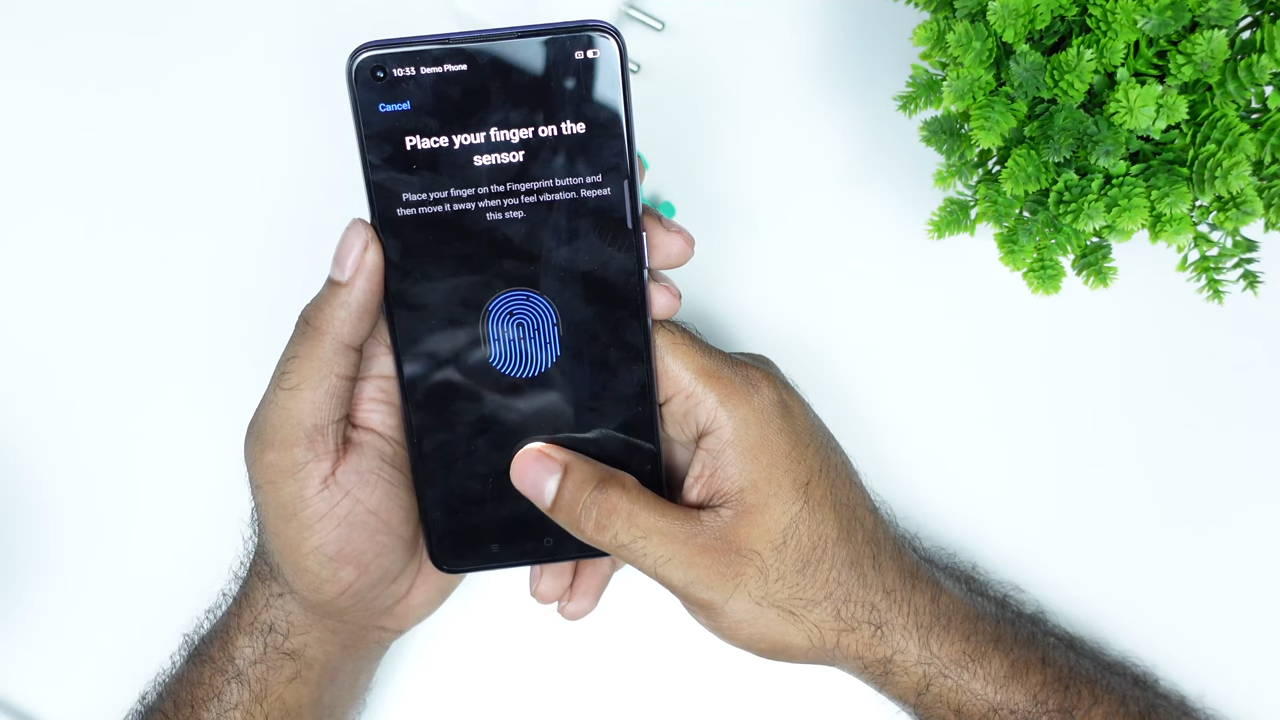 10:33 Demo Phone
Cancel
Place your finger on the
sensor
Place your finger on the Fingerprint button and
then move it away when you feel vibration. Repeat
this step.